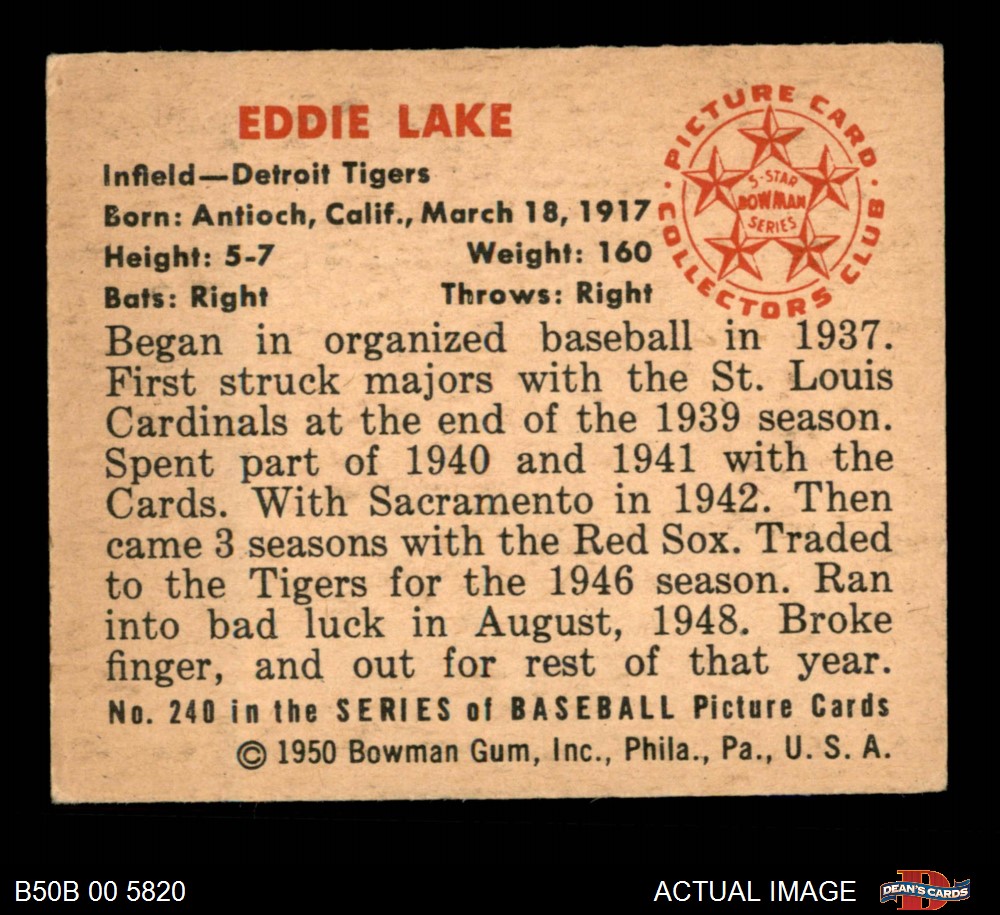 EDDIE LAKE
Infield—Detroit Tigers
Born: Antioch, Calif., March 18, 1917
Height: 5-7 Weight: 160
Bats: Right Throws: Right
PICTURE CARD
COLLECTORS CLUB
5-STAR
BOWMAN
SERIES
Began in organized baseball in 1937.
First struck majors with the St. Louis
Cardinals at the end of the 1939 season.
Spent part of 1940 and 1941 with the
Cards. With Sacramento in 1942. Then
came 3 seasons with the Red Sox. Traded
to the Tigers for the 1946 season. Ran
into bad luck in August, 1948. Broke
finger, and out for rest of that year.
No. 240 in the SERIES of BASEBALL Picture Cards
© 1950 Bowman Gum, Inc., Phila., Pa., U. S. A.
B50B 00 5820
ACTUAL IMAGE
DEAN'S CARDS